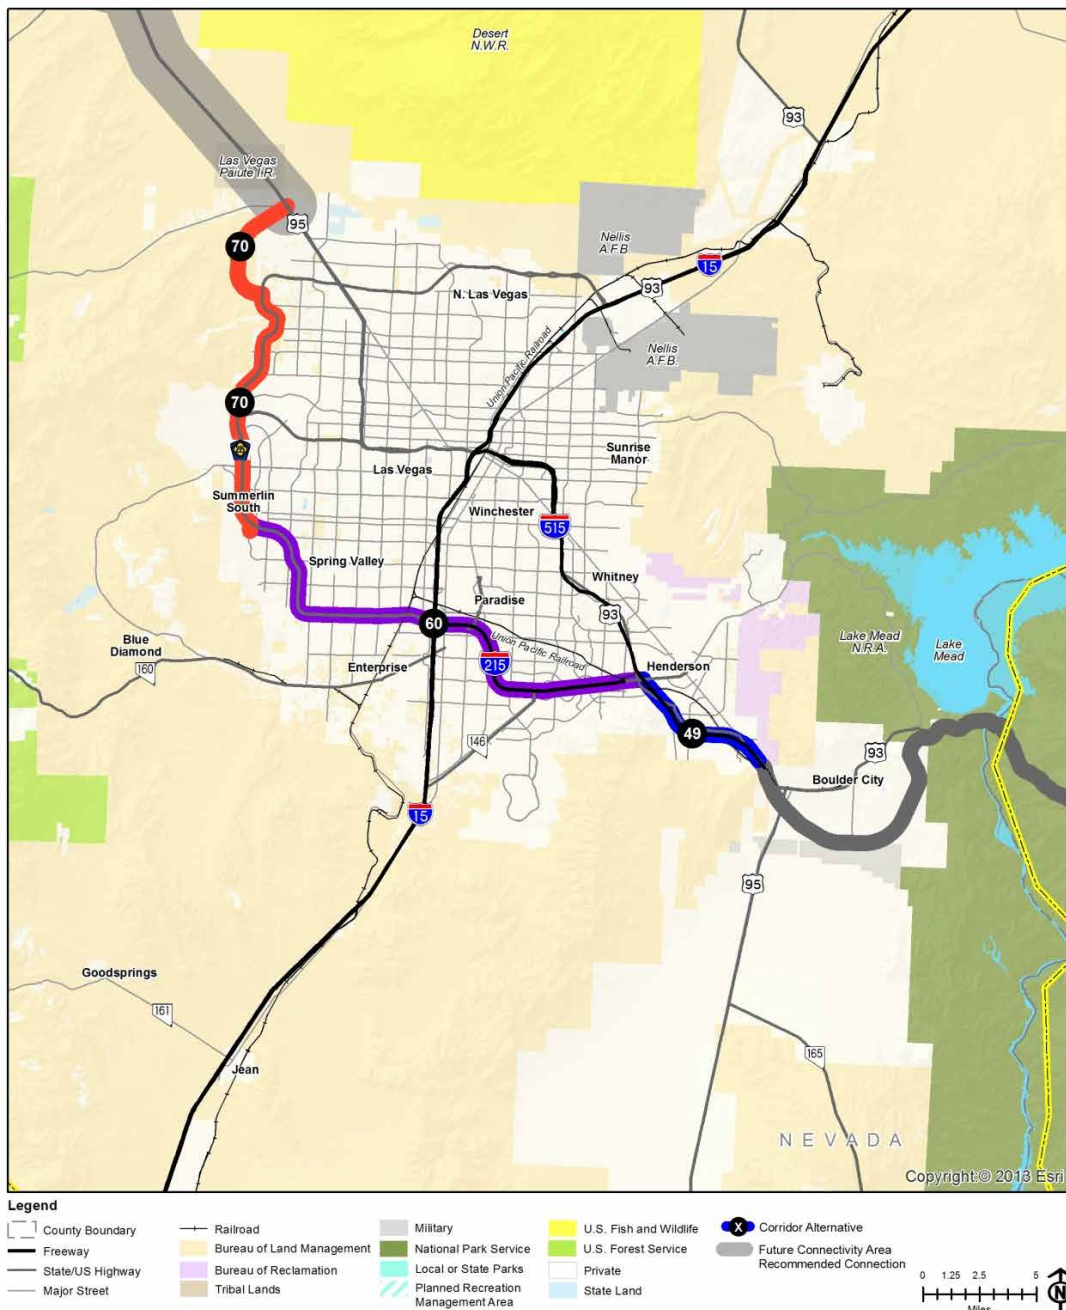 Desert
N.W.R.
93
Las Vegas
Paiute I.R.
95
70
Nellis
A.F.B.
15
93
N. Las Vegas
Union Pacific Railroad
Nellis
A.F.B.
70
Sunrise
Manor
Las Vegas
Summerlin
South
Winchester
515
Spring Valley
Whitney
Paradise
93
60
Union Pacific Railroad
Blue
Diamond
160
Enterprise
215
Henderson
Lake Mead
N.R.A.
Lake
Mead
49
146
93
Boulder City
15
95
Goodsprings
161
165
Jean
NEVADA
Copyright:© 2013 Esri
Legend
County Boundary
Freeway
State/US Highway
Major Street
Railroad
Bureau of Land Management
Bureau of Reclamation
Tribal Lands
Military
National Park Service
Local or State Parks
Planned Recreation
Management Area
U.S. Fish and Wildlife
U.S. Forest Service
Private
State Land
X Corridor Alternative
Future Connectivity Area
Recommended Connection
0 1.25 2.5 5
Miles
N